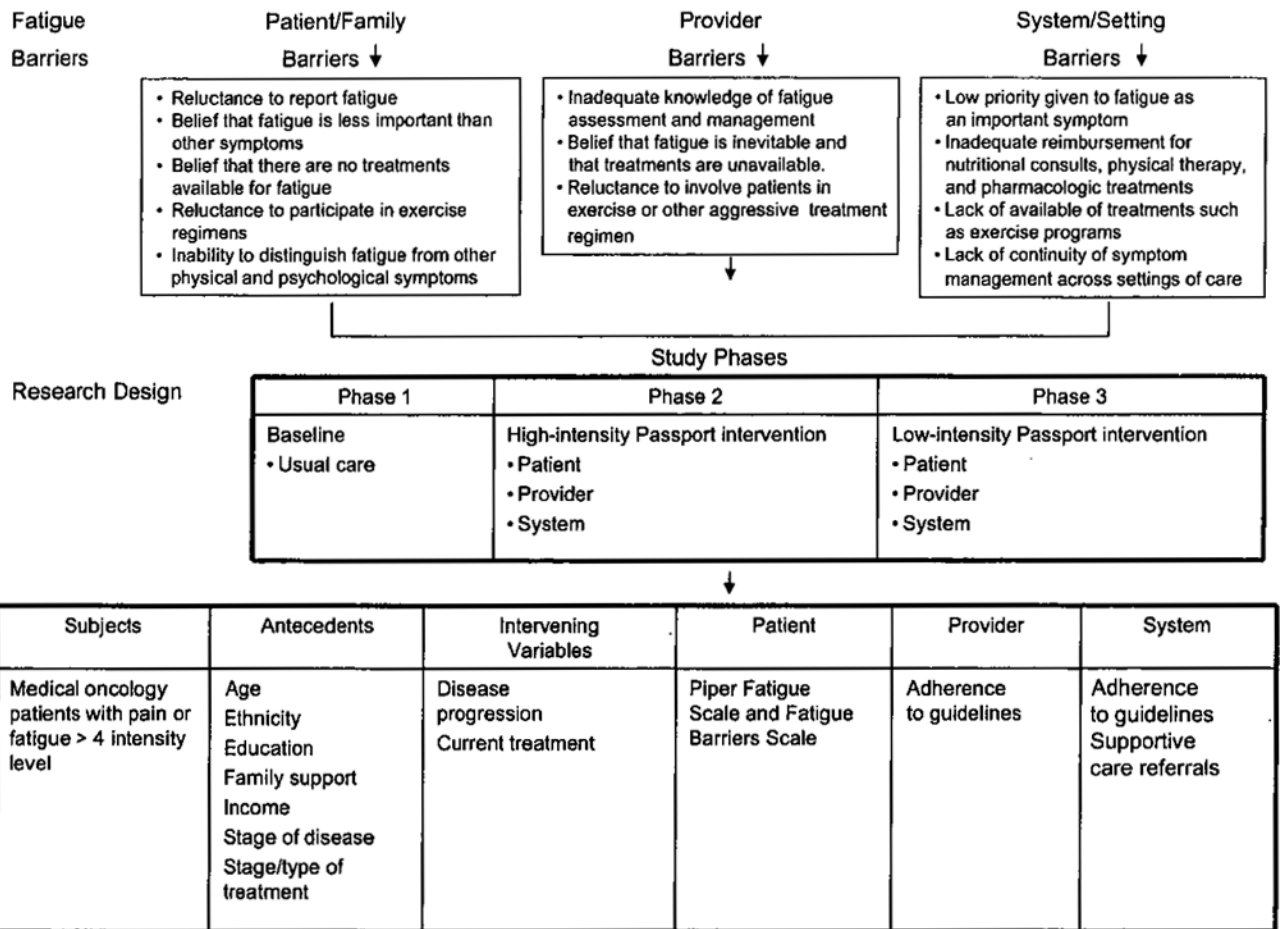 Fatigue
Barriers
Patient/Family
Barriers
• Reluctance to report fatigue
• Belief that fatigue is less important than
other symptoms
• Belief that there are no treatments
available for fatigue
• Reluctance to participate in exercise
regimens
• Inability to distinguish fatigue from other
physical and psychological symptoms
Provider
Barriers
• Inadequate knowledge of fatigue
assessment and management
• Belief that fatigue is inevitable and
that treatments are unavailable.
• Reluctance to involve patients in
exercise or other aggressive treatment
regimen
System/Setting
Barriers
• Low priority given to fatigue as
an important symptom
• Inadequate reimbursement for
nutritional consults, physical therapy,
and pharmacologic treatments
• Lack of available of treatments such
as exercise programs
• Lack of continuity of symptom
management across settings of care
Study Phases
Research Design
Phase 1
Baseline
• Usual care
Phase 2
High-intensity Passport intervention
• Patient
• Provider
• System
Phase 3
Low-intensity Passport intervention
• Patient
• Provider
• System
Subjects
Medical oncology
patients with pain or
fatigue > 4 intensity
level
Antecedents
Age
Ethnicity
Education
Family support
Income
Stage of disease
Stage/type of
treatment
Intervening
Variables
Disease
progression
Current treatment
Patient
Piper Fatigue
Scale and Fatigue
Barriers Scale
Provider
Adherence
to guidelines
System
Adherence
to guidelines
Supportive
care referrals